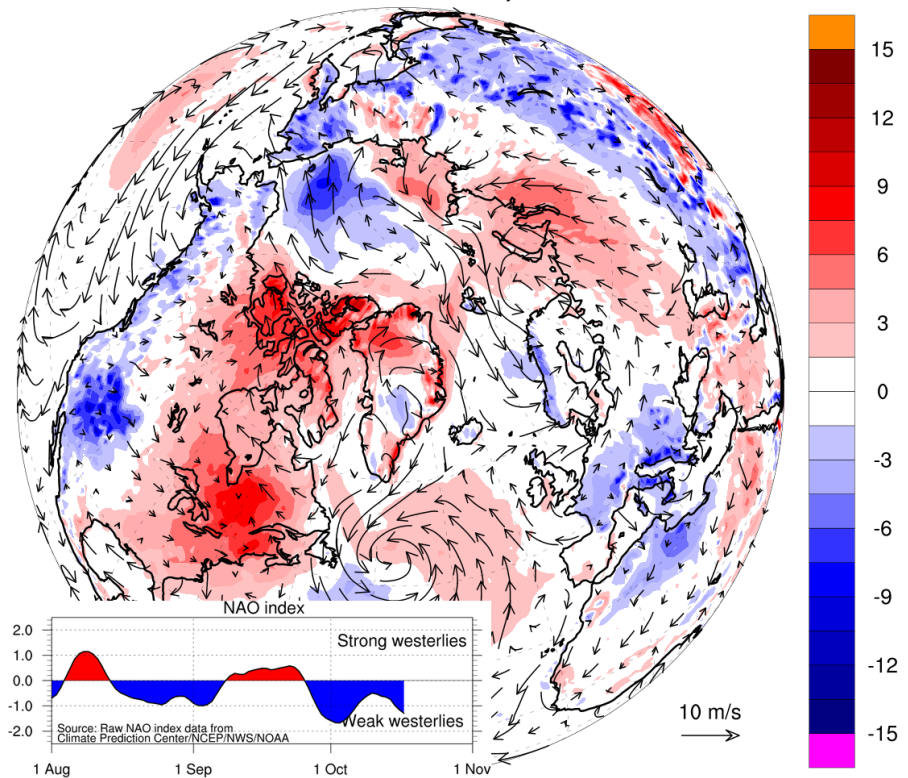 15
12
9
6
3
0
-3
-6
-9
-12
-15
10 m/s
NAO index
2.0
1.0
0.0
-1.0
-2.0
Strong westerlies
Weak westerlies
Source: Raw NAO index data from
Climate Prediction Center/NCEP/NWS/NOAA
1 Aug
1 Sep
1 Oct
1 Nov